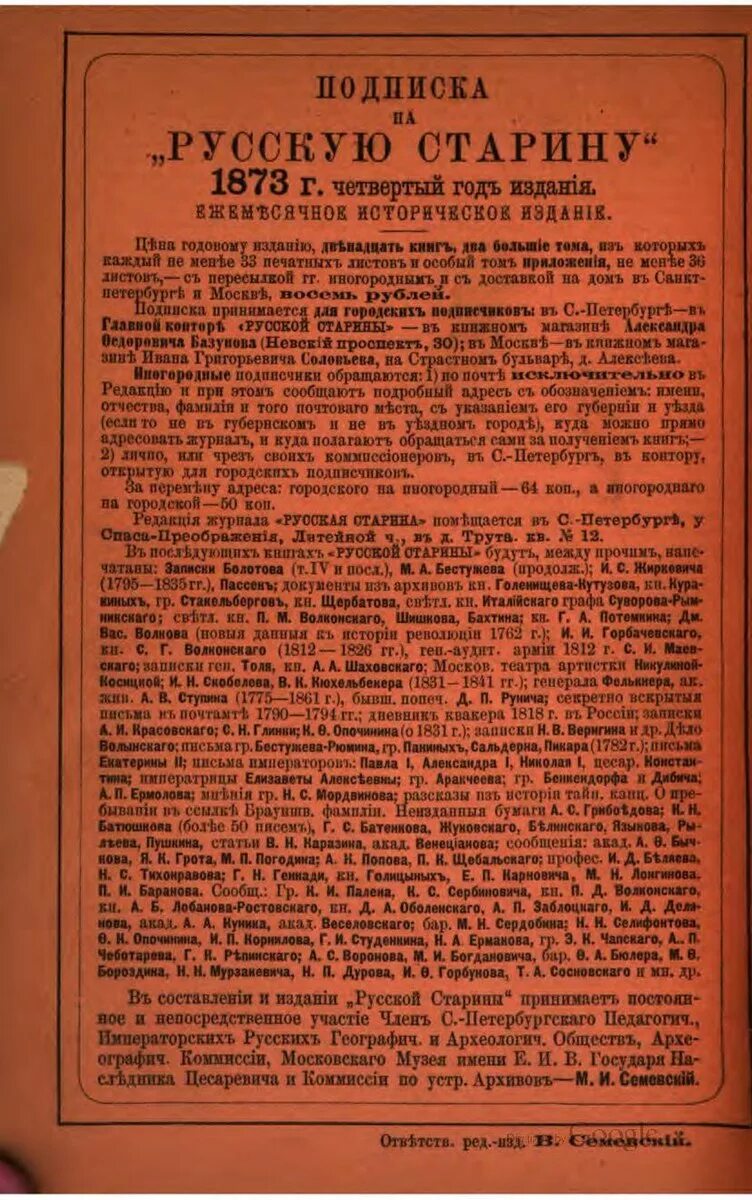 ПОДПИСКА
НА
„РУССКУЮ СТАРИНУ“
1873 г. четвертый годъ изданія.
ЕЖЕМѢСЯЧНОЕ ИСТОРИЧЕСКОЕ ИЗДАНІЕ.
Цѣна годовому изданію, двѣнадцать книгъ, два большіе тома, изъ которыхъ
каждый не менѣе 33 печатныхъ листовъ и особый томъ приложенія, не менѣе 36
листовъ,— съ пересылкой гг. иногороднымъ и съ доставкой на домъ въ Санкт-
петербургѣ и Москвѣ, восемь рублей.
Подписка принимается для городскихъ подписчиковъ: въ С.-Петербургѣ—въ
Главной конторѣ «РУССКОЙ СТАРИНЫ» — въ книжномъ магазинѣ Александра
Ѳедоровича Базунова (Невскій проспектъ, 30); въ Москвѣ—въ книжномъ мага-
зинѣ Ивана Григорьевича Соловьева, на Страстномъ бульварѣ, д. Алексѣева.
Иногородные подписчики обращаются: 1) по почтѣ исключительно въ
Редакцію и при этомъ сообщаютъ подробный адресъ съ обозначеніемъ: имени,
отчества, фамиліи и того почтоваго мѣста, съ указаніемъ его губерніи и уѣзда
(если то не въ губернскомъ и не въ уѣздномъ городѣ), куда можно прямо
адресовать журналъ, и куда полагаютъ обращаться сами за полученіемъ книгъ;—
2) лично, или чрезъ своихъ коммиссіонеровъ, въ С.-Петербургъ, въ контору,
открытую для городскихъ подписчиковъ.
За перемѣну адреса: городскаго на иногородный — 64 коп., а иногороднаго
на городской — 50 коп.
Редакція журнала «РУССКАЯ СТАРИНА» помѣщается въ С.-Петербургѣ, у
Спаса-Преображенія, Литейной ч., въ д. Трута. кв. № 12.
Въ послѣдующихъ книгахъ «РУССКОЙ СТАРИНЫ» будутъ, между прочимъ, напе-
чатаны: Записки Болотова (т. IV и посл.), М. А. Бестужева (продолж.); И. С. Жиркевича
(1795—1835 гг.), Пассекъ; документы изъ архивовъ кн. Голенищева-Кутузова, кн. Кура-
киныхъ, гр. Стакельберговъ, кн. Щербатова, свѣтл. кн. Италійскаго графа Суворова-Рым-
никскаго; свѣтл. кн. П. М. Волконскаго, Шишкова, Бахтина; кн. Г. А. Потемкина; Дм.
Вас. Волкова (новыя данныя къ исторіи революціи 1762 г.); И. И. Горбачевскаго,
кн. С. Г. Волконскаго (1812 — 1826 гг.), ген.-аудит. арміи 1812 г. С. И. Маев-
скаго; записки ген. Толя, кн. А. А. Шаховскаго; Москов. театра артистки Никулиной-
Косицкой; И. Н. Скобелова, В. К. Кюхельбекера (1831—1841 гг.); генерала Фелькнера, ак.
жив. А. В. Ступина (1775—1861 г.), бывш. попеч. Д. П. Рунича; секретно вскрытыя
письма въ почтамтѣ 1790—1794 гг.; дневникъ квакера 1818 г. въ Россіи; записки
А. И. Красовскаго; С. Н. Глинки; К. Ѳ. Опочинина (о 1831 г.); записки Н. В. Веригина и др. Дѣло
Волынскаго; письма гр. Бестужева-Рюмина, гр. Паниныхъ, Сальдерна, Пикара (1782 г.); письма
Екатерины II; письма императоровъ: Павла I, Александра I, Николая I, цесар. Констан-
тина; императрицы Елизаветы Алексѣевны; гр. Аракчеева; гр. Бенкендорфа и Дибича;
А. П. Ермолова; мнѣнія гр. Н. С. Мордвинова; разсказы изъ исторіи тайн. канц. О пре-
бываніи въ ссылкѣ Брауншв. фамиліи. Неизданныя бумаги А. С. Грибоѣдова; К. Н.
Батюшкова (болѣе 50 писемъ), Г. С. Батенкова, Жуковскаго, Бѣлинскаго, Языкова, Ры-
лѣева, Пушкина, статьи В. Н. Каразина, акад. Венеціанова; сообщенія: акад. А. Ѳ. Быч-
кова, Я. К. Грота, М. П. Погодина; А. Н. Попова, П. К. Щебальскаго; професс. И. Д. Бѣляева,
Н. С. Тихонравова; Г. Н. Геннади, кн. Голицыныхъ, Е. П. Карновича, М. Н. Лонгинова.
П. И. Баранова. Сообщ.: Гр. К. И. Палена, К. С. Сербиновича, кн. П. Д. Волконскаго,
кн. А. Б. Лобанова-Ростовскаго, кн. Д. А. Оболенскаго, А. П. Заблоцкаго, И. Д. Деля-
нова, акад. А. А. Куника, акад. Веселовскаго; бар. М. Н. Сердобина; Н. Н. Селифонтова,
Ѳ. К. Опочинина, И. П. Корнилова, Г. И. Студенкина, Н. А. Ермакова, гр. Э. К. Чапскаго, А. П.
Чеботарева, Г. К. Рѣпинскаго; А. С. Воронова, М. И. Богдановича, бар. Ѳ. А. Бюлера, М. Ѳ.
Бороздина, Н. Н. Мурзакевича, Н. П. Дурова, И. Ѳ. Горбунова, Т. А. Сосновскаго и мн. др.
Въ составленіи и изданіи „Русской Старины“ принимаетъ постоян-
ное и непосредственное участіе Членъ С.-Петербургскаго Педагогич.,
Императорскихъ Русскихъ Географич. и Археологич. Обществъ, Архе-
ографич. Коммиссіи, Московскаго Музея имени Е. И. В. Государя На-
слѣдника Цесаревича и Коммиссіи по устр. Архивовъ—М. И. Семевскій.
Отвѣтств. ред.-изд. В. Семевскій.
Google